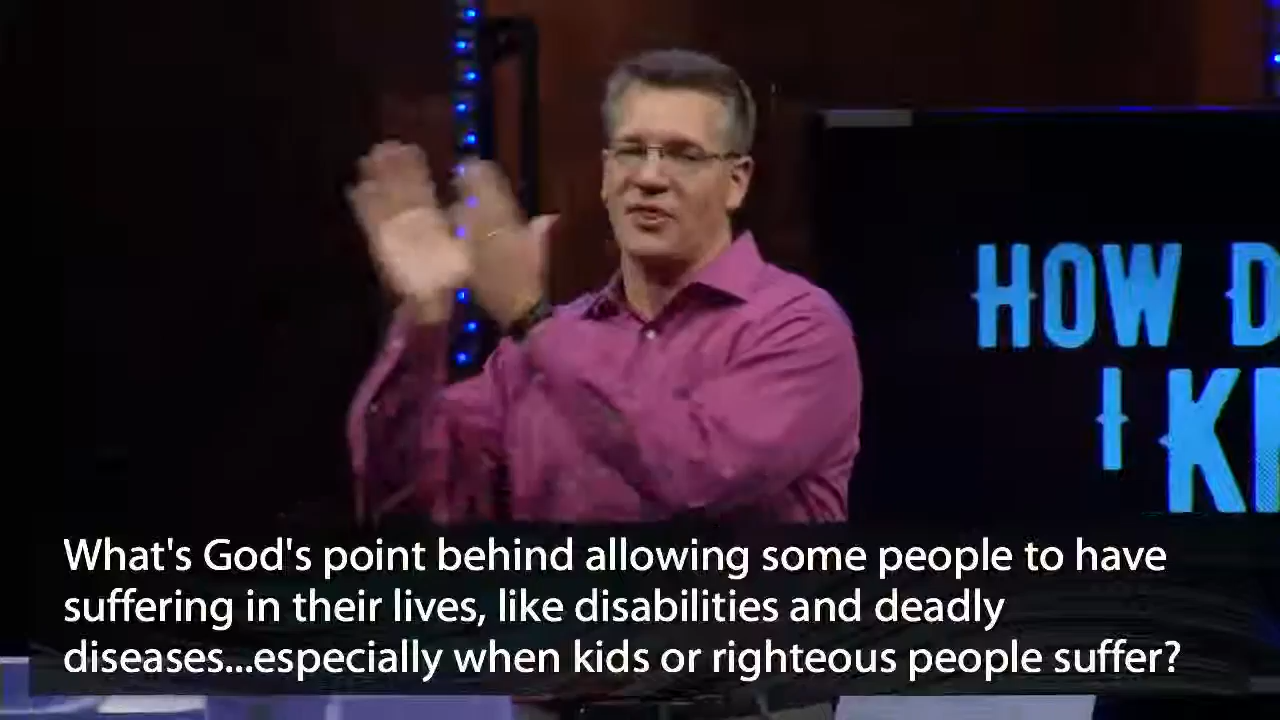 HOW D
I K
What's God's point behind allowing some people to have
suffering in their lives, like disabilities and deadly
diseases...especially when kids or righteous people suffer?